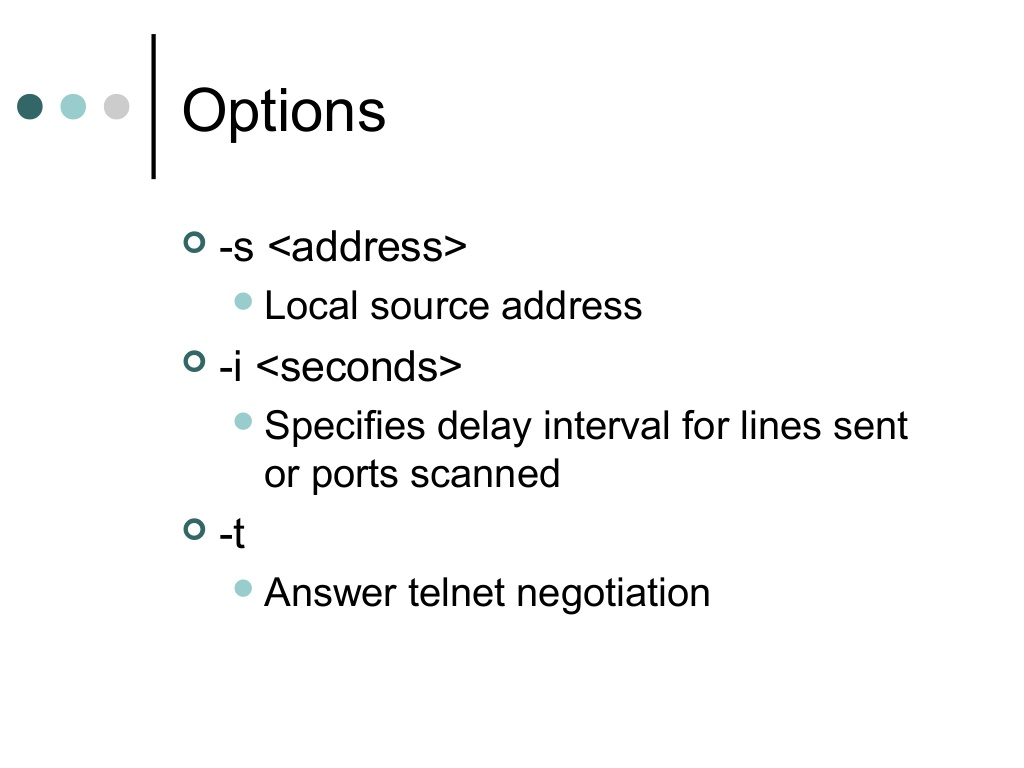 Options
-s <address>
Local source address
-i <seconds>
Specifies delay interval for lines sent
or ports scanned
-t
Answer telnet negotiation